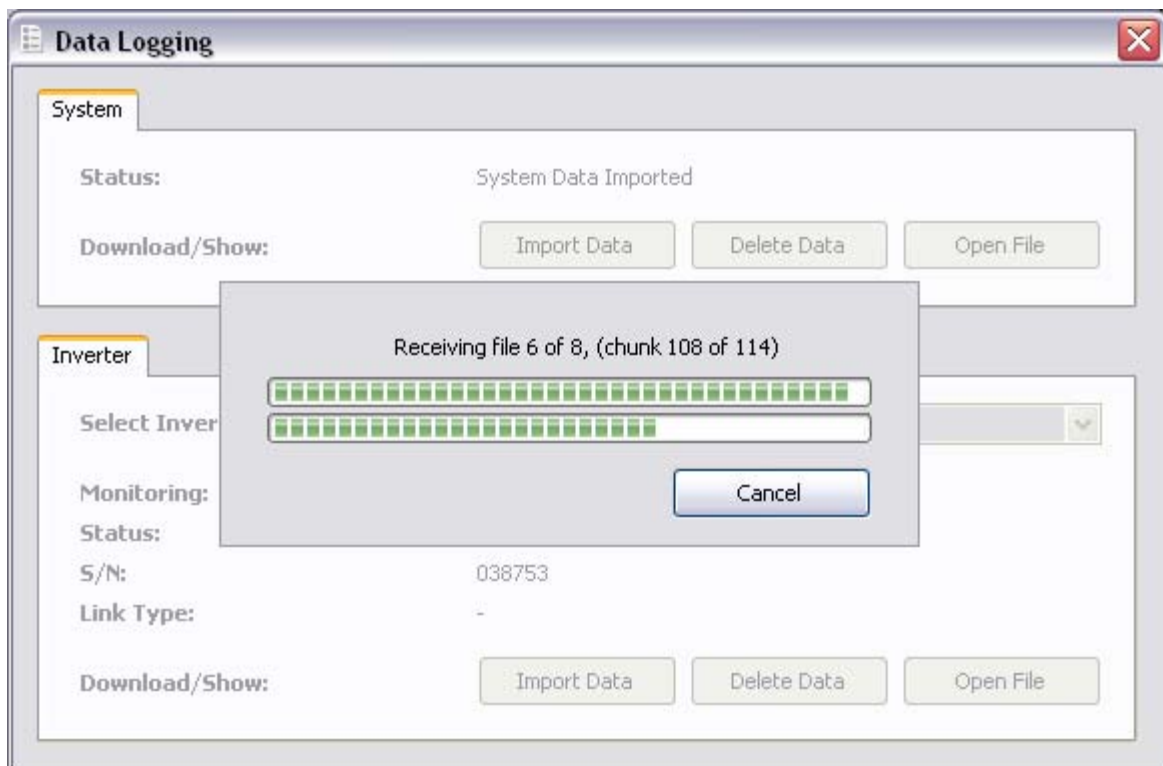 Data Logging
System
Status: System Data Imported
Download/Show: Import Data Delete Data Open File
Receiving file 6 of 8, (chunk 108 of 114)
Cancel
Inverter
Select Inver
Monitoring:
Status:
S/N: 038753
Link Type: -
Download/Show: Import Data Delete Data Open File